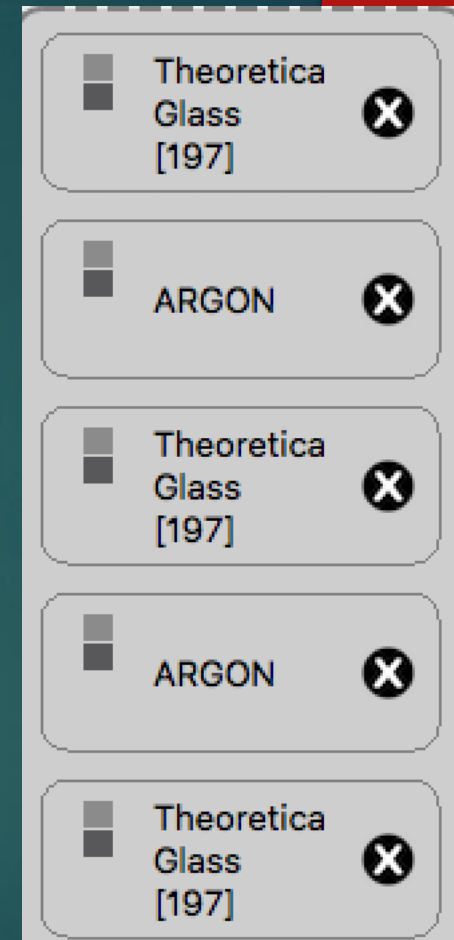 Theoretica
Glass
[197]
ARGON
Theoretica
Glass
[197]
ARGON
Theoretica
Glass
[197]